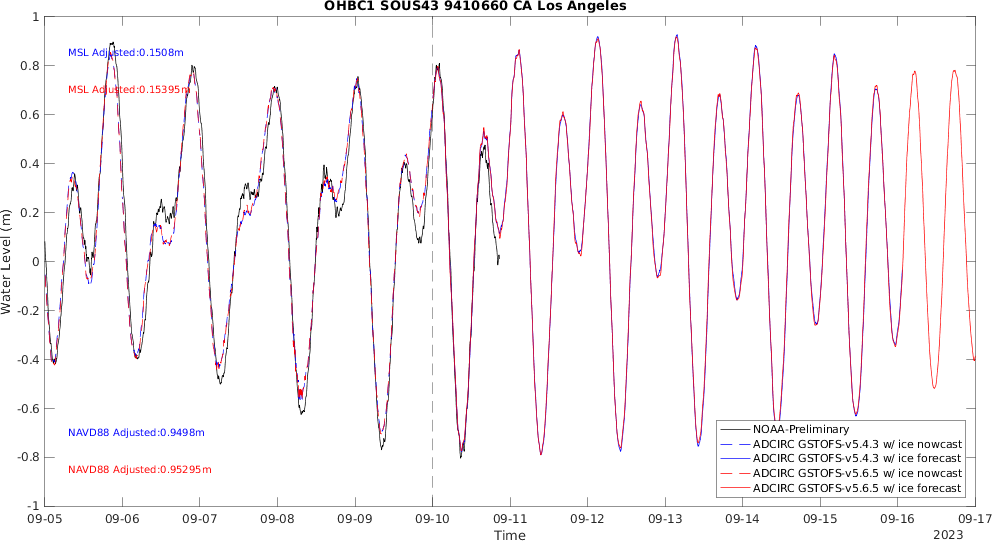 OHBC1 SOUS43 9410660 CA Los Angeles
MSL Adjusted:0.1508m
MSL Adjusted:0.15395m
NAVD88 Adjusted:0.9498m
NAVD88 Adjusted:0.95295m
Water Level (m)
1
0.8
0.6
0.4
0.2
0
-0.2
-0.4
-0.6
-0.8
-1
NOAA-Preliminary
ADCIRC GSTOFS-v5.4.3 w/ ice nowcast
ADCIRC GSTOFS-v5.4.3 w/ ice forecast
ADCIRC GSTOFS-v5.6.5 w/ ice nowcast
ADCIRC GSTOFS-v5.6.5 w/ ice forecast
09-05 09-06 09-07 09-08 09-09 09-10 09-11 09-12 09-13 09-14 09-15 09-16 09-17
Time
2023